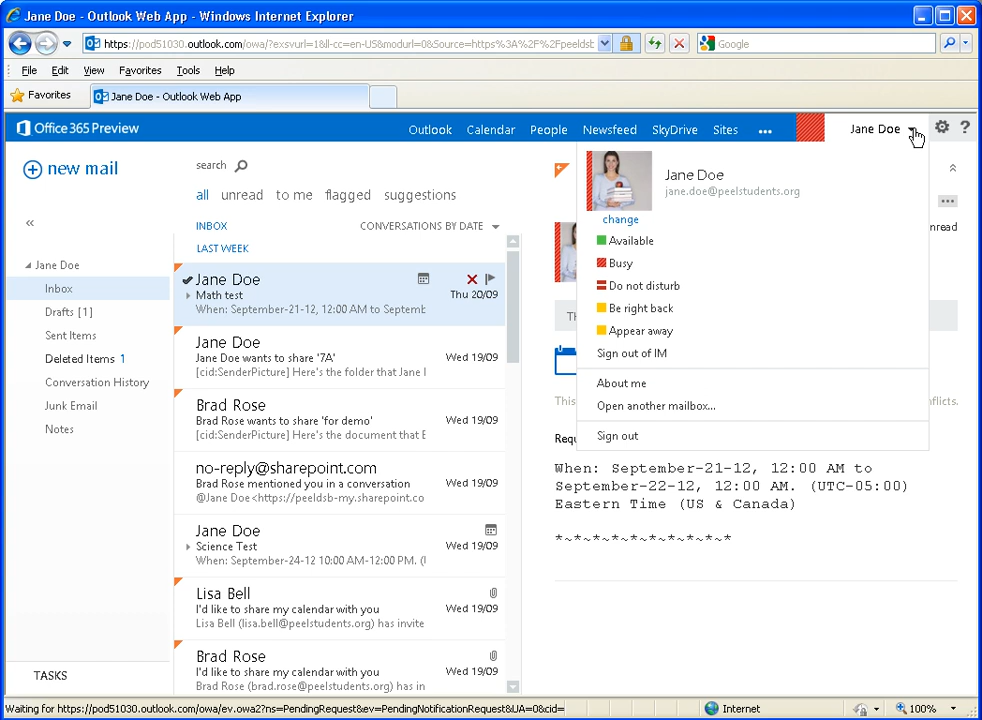 Jane Doe - Outlook Web App - Windows Internet Explorer
https://pod51030.outlook.com/owa/?exsvurl=1&ll-cc=en-US&modurl=0&Source=https%3A%2F%2Fpeeldsb
Google
File Edit View Favorites Tools Help
Favorites
Jane Doe - Outlook Web App
Office 365 Preview
Outlook Calendar People Newsfeed SkyDrive Sites ...
Jane Doe
?
new mail
«
Jane Doe
Inbox
Drafts [1]
Sent Items
Deleted Items 1
Conversation History
Junk Email
Notes
TASKS
search
all unread to me flagged suggestions
INBOX CONVERSATIONS BY DATE
LAST WEEK
Jane Doe
Math test Thu 20/09
When: September-21-12, 12:00 AM to Septemb
Jane Doe
Jane Doe wants to share '7A' Wed 19/09
[cid:SenderPicture] Here's the folder that Jane I
Brad Rose
Brad Rose wants to share 'for demo' Wed 19/09
[cid:SenderPicture] Here's the document that E
no-reply@sharepoint.com
Brad Rose mentioned you in a conversation Wed 19/09
@Jane Doe<https://peeldsb-my.sharepoint.co
Jane Doe
Science Test Wed 19/09
When: September-24-12 10:00 AM-12:00 PM. (U
Lisa Bell
I'd like to share my calendar with you Wed 19/09
Lisa Bell (lisa.bell@peelstudents.org) has invite
Brad Rose
I'd like to share my calendar with you Wed 19/09
Brad Rose (brad.rose@peelstudents.org) has in
Jane Doe
jane.doe@peelstudents.org
change
Available
Busy
Do not disturb
Be right back
Appear away
Sign out of IM
About me
Open another mailbox...
Sign out
nread
Th
This
nflicts.
Requ
When: September-21-12, 12:00 AM to
September-22-12, 12:00 AM. (UTC-05:00)
Eastern Time (US & Canada)
*~*~*~*~*~*~*~*~*~*
Waiting for https://pod51030.outlook.com/owa/ev.owa2?ns=PendingRequest&ev=PendingNotificationRequest&UA=0&cid=
Internet
100%